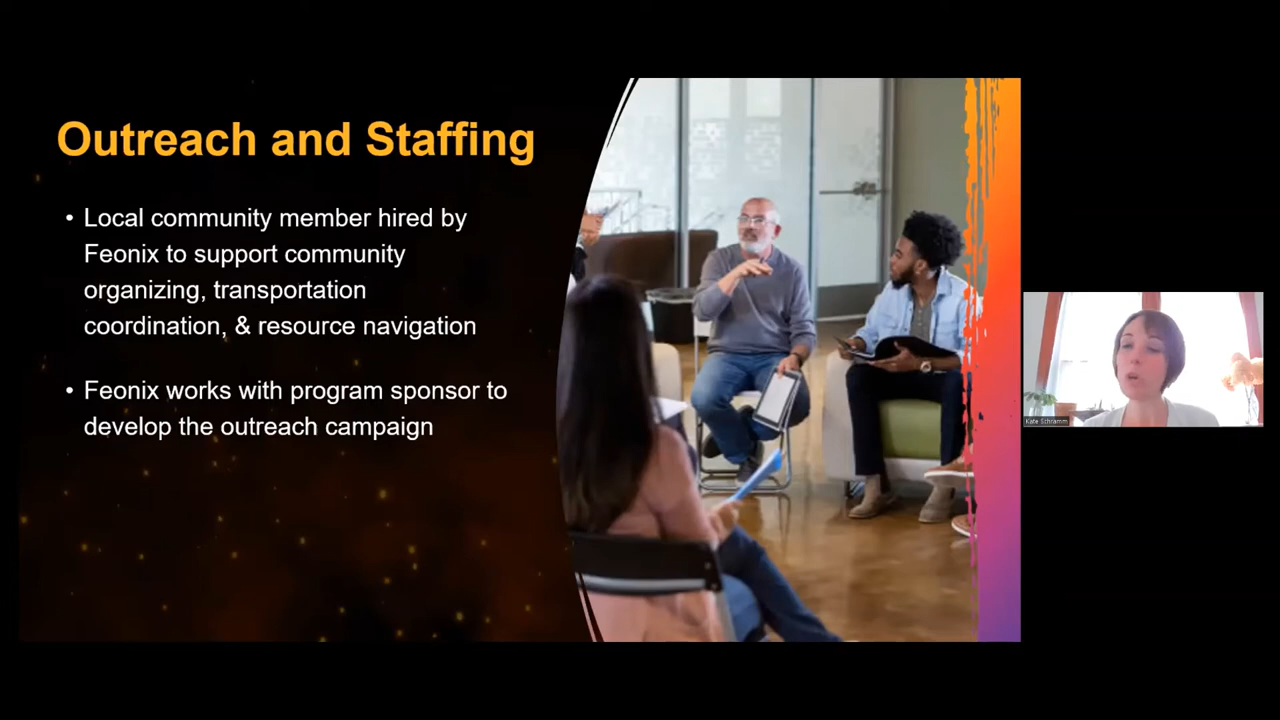 Outreach and Staffing
• Local community member hired by
Feonix to support community
organizing, transportation
coordination, & resource navigation
• Feonix works with program sponsor to
develop the outreach campaign
Kate Schramm